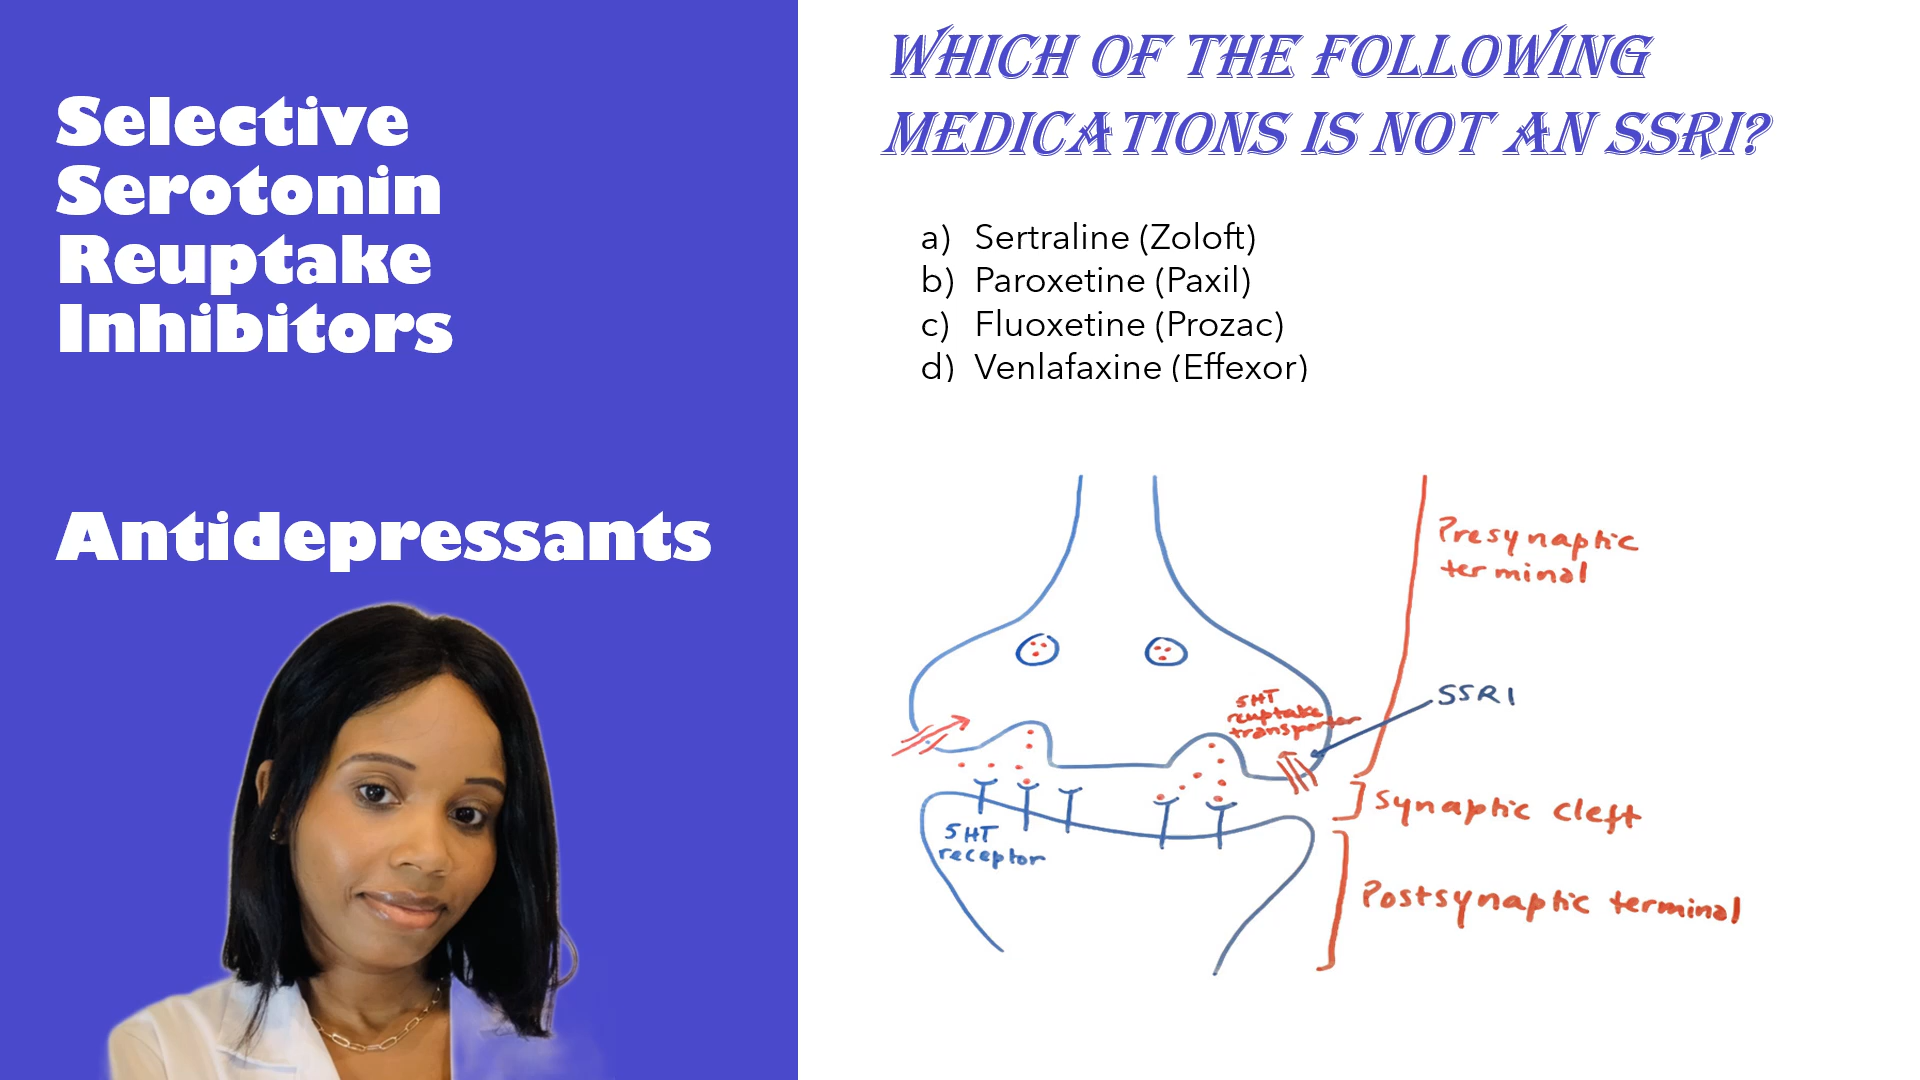 Selective
Serotonin
Reuptake
Inhibitors
Antidepressants
WHICH OF THE FOLLOWING
MEDICATIONS IS NOT AN SSRI?
a) Sertraline (Zoloft)
b) Paroxetine (Paxil)
c) Fluoxetine (Prozac)
d) Venlafaxine (Effexor)
Presynaptic
terminal
SSRI
5HT
reuptake
transporter
Synaptic cleft
5HT
receptor
Postsynaptic terminal